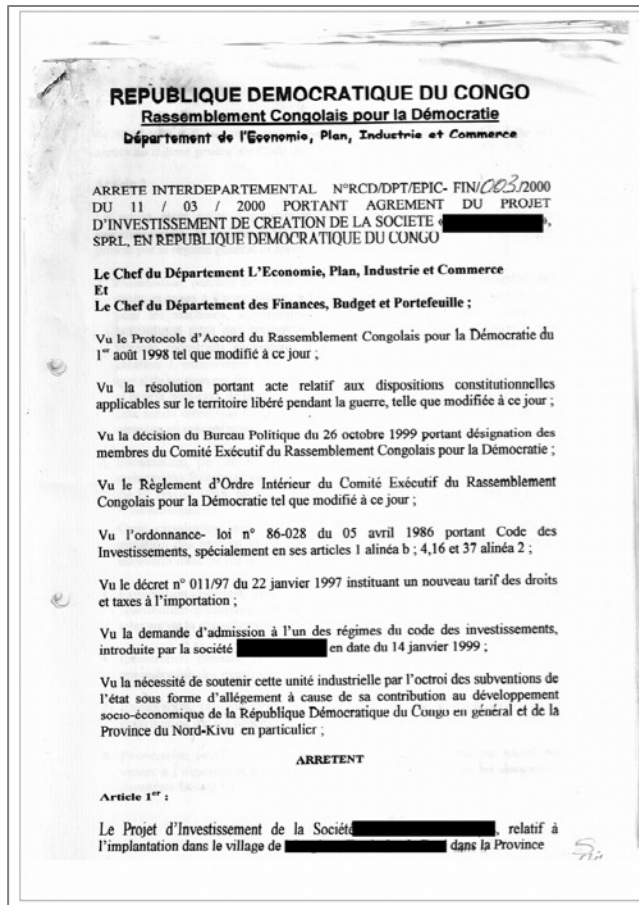 REPUBLIQUE DEMOCRATIQUE DU CONGO
Rassemblement Congolais pour la Démocratie
Département de l'Economie, Plan, Industrie et Commerce
ARRETE INTERDEPARTEMENTAL N°RCD/DPT/EPIC- FIN/003/2000
DU 11 / 03 / 2000 PORTANT AGREMENT DU PROJET
D'INVESTISSEMENT DE CREATION DE LA SOCIETE « »,
SPRL, EN REPUBLIQUE DEMOCRATIQUE DU CONGO
Le Chef du Département L'Economie, Plan, Industrie et Commerce
Et
Le Chef du Département des Finances, Budget et Portefeuille ;
Vu le Protocole d'Accord du Rassemblement Congolais pour la Démocratie du
1er août 1998 tel que modifié à ce jour ;
Vu la résolution portant acte relatif aux dispositions constitutionnelles
applicables sur le territoire libéré pendant la guerre, telle que modifiée à ce jour ;
Vu la décision du Bureau Politique du 26 octobre 1999 portant désignation des
membres du Comité Exécutif du Rassemblement Congolais pour la Démocratie ;
Vu le Règlement d'Ordre Intérieur du Comité Exécutif du Rassemblement
Congolais pour la Démocratie tel que modifié à ce jour ;
Vu l'ordonnance- loi n° 86-028 du 05 avril 1986 portant Code des
Investissements, spécialement en ses articles 1 alinéa b ; 4,16 et 37 alinéa 2 ;
Vu le décret n° 011/97 du 22 janvier 1997 instituant un nouveau tarif des droits
et taxes à l'importation ;
Vu la demande d'admission à l'un des régimes du code des investissements,
introduite par la société en date du 14 janvier 1999 ;
Vu la nécessité de soutenir cette unité industrielle par l'octroi des subventions de
l'état sous forme d'allégement à cause de sa contribution au développement
socio-économique de la République Démocratique du Congo en général et de la
Province du Nord-Kivu en particulier ;
ARRETENT
Article 1er :
Le Projet d'Investissement de la Société , relatif à
l'implantation dans le village de dans la Province